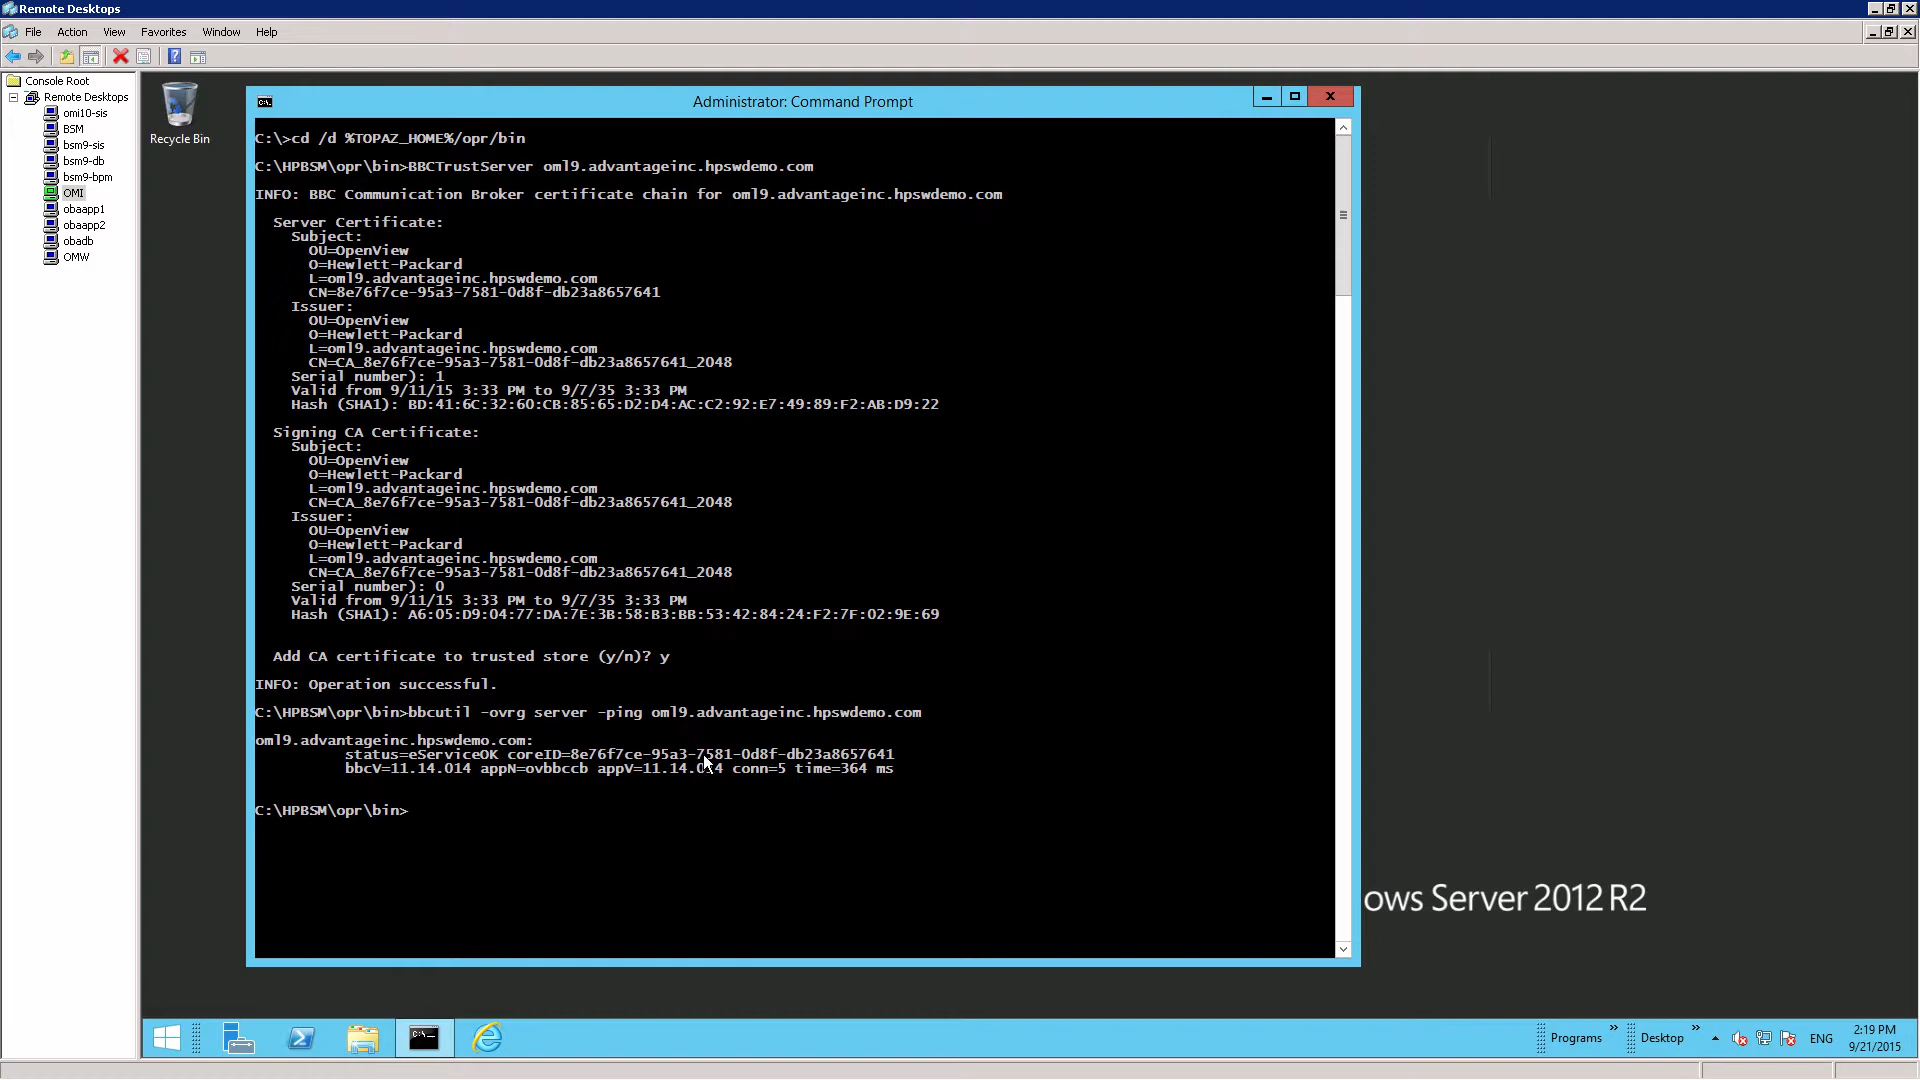 Remote Desktops
File Action View Favorites Window Help
Console Root
Remote Desktops
omi10-sis
BSM
bsm9-sis
bsm9-db
bsm9-bpm
OMI
obaapp1
obaapp2
obadb
OMW
Recycle Bin
Administrator: Command Prompt
C:\>cd /d %TOPAZ_HOME%/opr/bin
C:\HPBSM\opr\bin>BBCTrustServer oml9.advantageinc.hpswdemo.com
INFO: BBC Communication Broker certificate chain for oml9.advantageinc.hpswdemo.com
Server Certificate:
Subject:
OU=OpenView
O=Hewlett-Packard
L=oml9.advantageinc.hpswdemo.com
CN=8e76f7ce-95a3-7581-0d8f-db23a8657641
Issuer:
OU=OpenView
O=Hewlett-Packard
L=oml9.advantageinc.hpswdemo.com
CN=CA_8e76f7ce-95a3-7581-0d8f-db23a8657641_2048
Serial number): 1
Valid from 9/11/15 3:33 PM to 9/7/35 3:33 PM
Hash (SHA1): BD:41:6C:32:60:CB:85:65:D2:D4:AC:C2:92:E7:49:89:F2:AB:D9:22
Signing CA Certificate:
Subject:
OU=OpenView
O=Hewlett-Packard
L=oml9.advantageinc.hpswdemo.com
CN=CA_8e76f7ce-95a3-7581-0d8f-db23a8657641_2048
Issuer:
OU=OpenView
O=Hewlett-Packard
L=oml9.advantageinc.hpswdemo.com
CN=CA_8e76f7ce-95a3-7581-0d8f-db23a8657641_2048
Serial number): 0
Valid from 9/11/15 3:33 PM to 9/7/35 3:33 PM
Hash (SHA1): A6:05:D9:04:77:DA:7E:3B:58:B3:BB:53:42:84:24:F2:7F:02:9E:69
Add CA certificate to trusted store (y/n)? y
INFO: Operation successful.
C:\HPBSM\opr\bin>bbcutil -ovrg server -ping oml9.advantageinc.hpswdemo.com
oml9.advantageinc.hpswdemo.com:
status=eServiceOK coreID=8e76f7ce-95a3-7581-0d8f-db23a8657641
bbcV=11.14.014 appN=ovbbccb appV=11.14.014 conn=5 time=364 ms
C:\HPBSM\opr\bin>
ows Server 2012 R2
Programs » Desktop » ENG 2:19 PM
9/21/2015